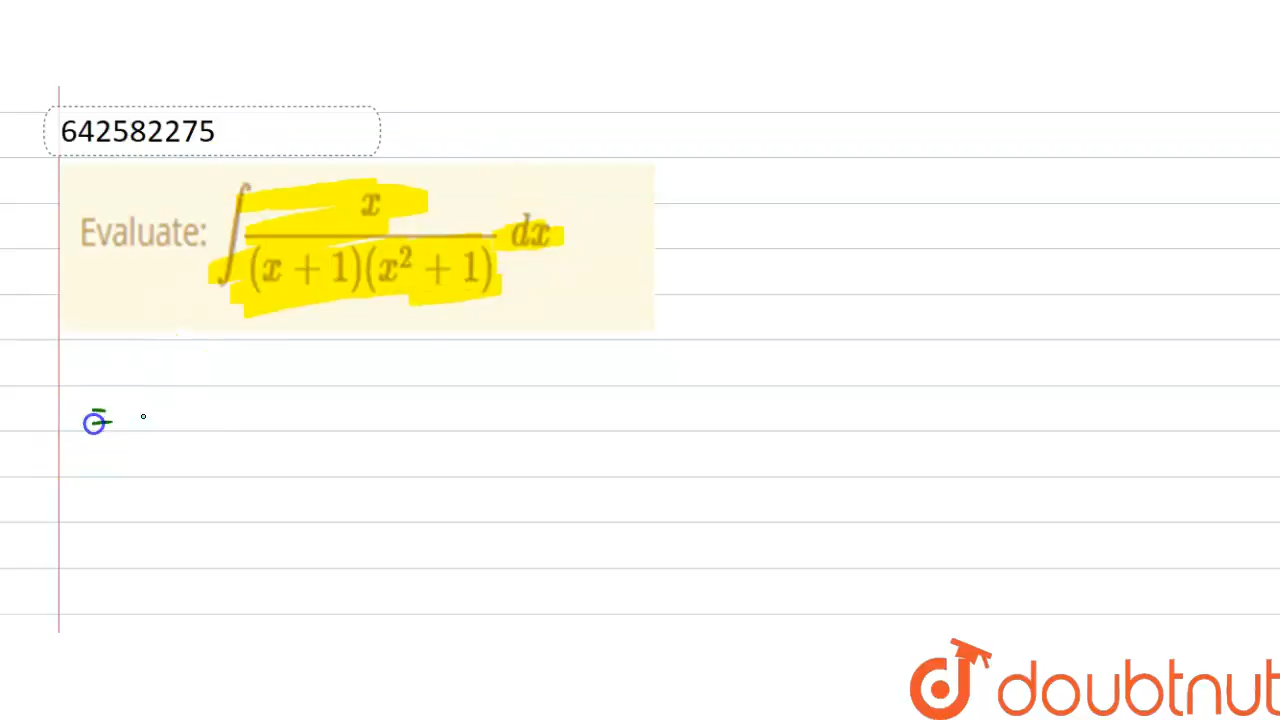 642582275
Evaluate: ∫ x/((x + 1)(x² + 1)) dx
=
doubtnut